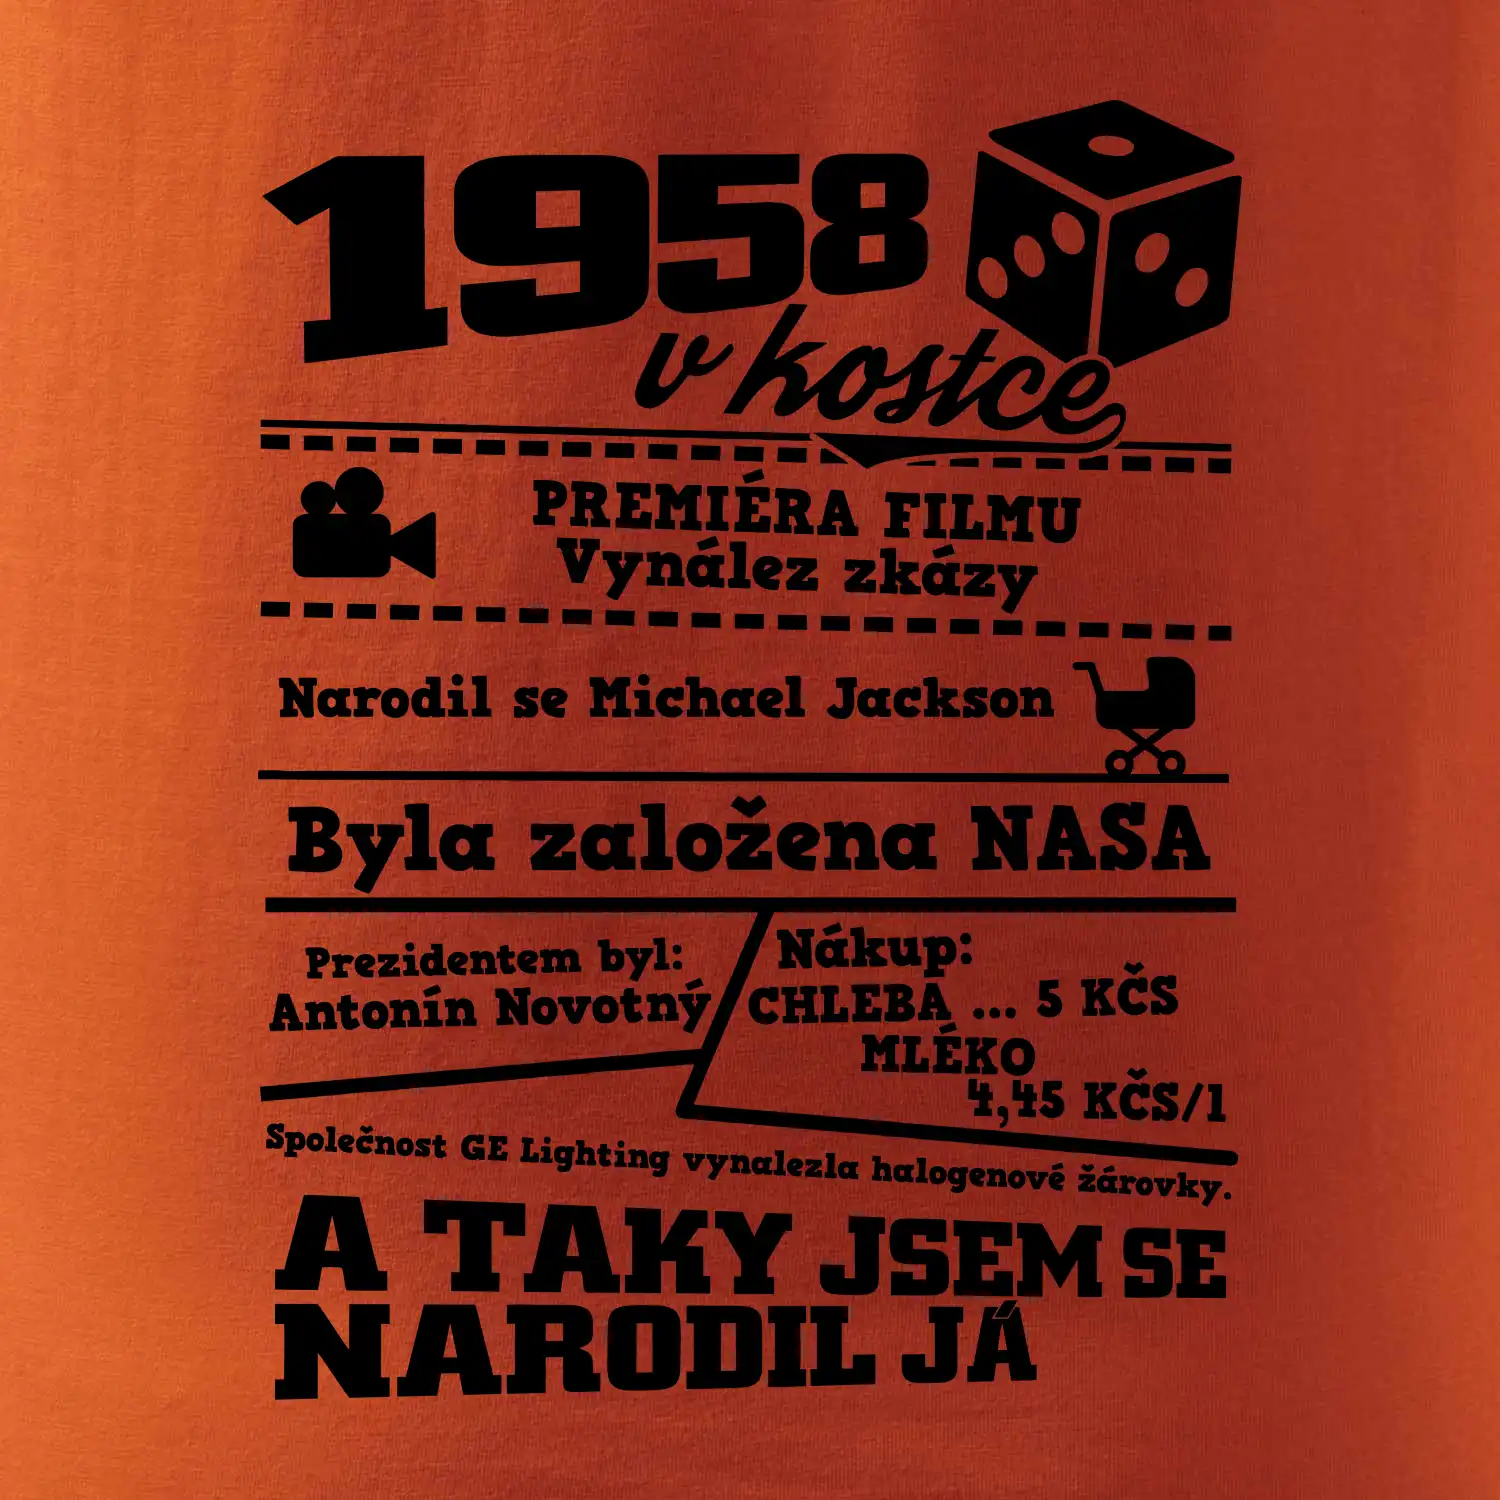 1958
v kostce
PREMIÉRA FILMU
Vynález zkázy
Narodil se Michael Jackson
Byla založena NASA
Prezidentem byl:
Antonín Novotný
Nákup:
CHLEBA ... 5 KČS
MLÉKO
4,45 KČS/l
Společnost GE Lighting vynalezla halogenové žárovky.
A TAKY JSEM SE
NARODIL JÁ